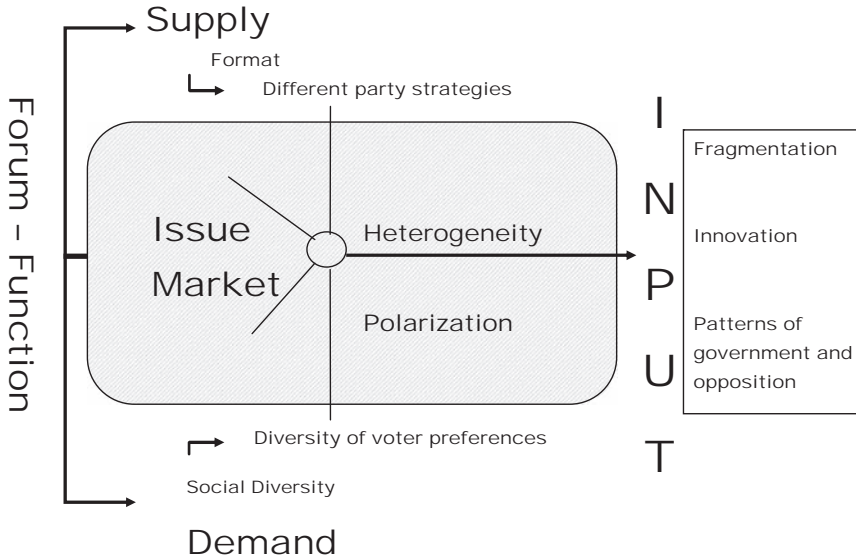 Supply
Format
Different party strategies
Forum – Function
Issue
Market
Heterogeneity
Polarization
INPUT
Fragmentation
Innovation
Patterns of
government and
opposition
Diversity of voter preferences
Social Diversity
Demand